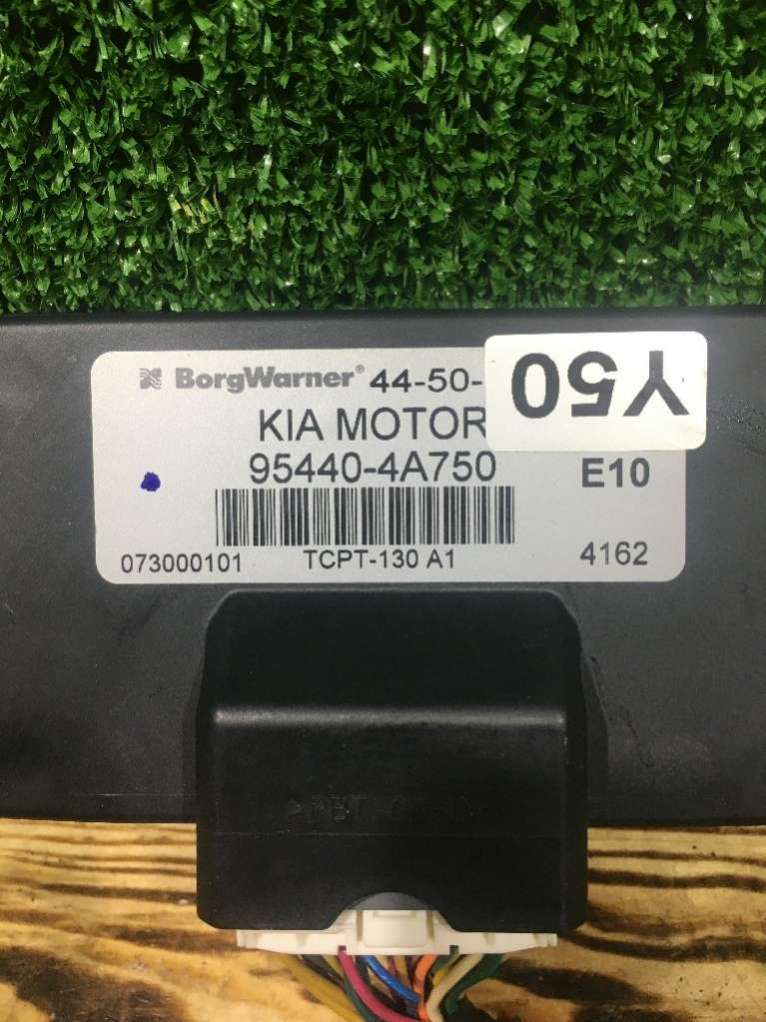 BorgWarner® 44-50-
Y50
KIA MOTOR
95440-4A750
E10
073000101 TCPT-130 A1 4162